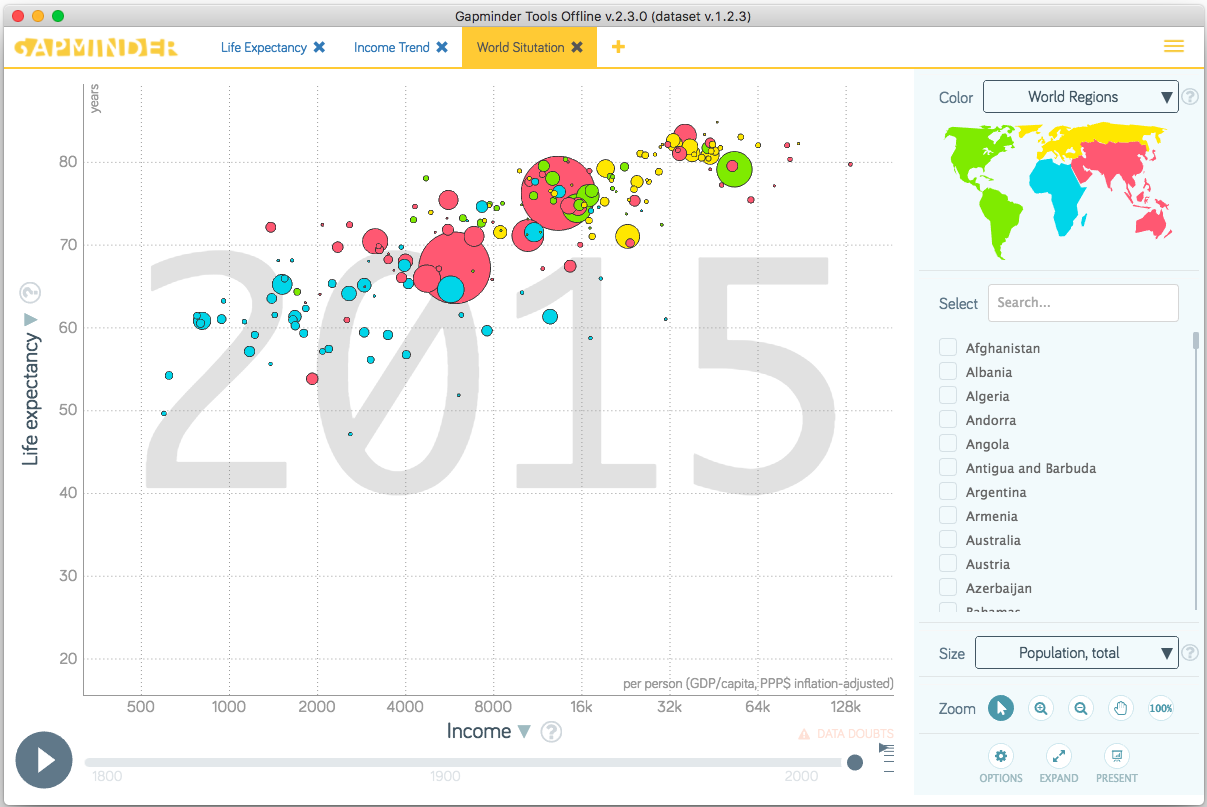 Gapminder Tools Offline v.2.3.0 (dataset v.1.2.3)
GAPMINDER
Life Expectancy ✖
Income Trend ✖
World Situtation ✖
+
years
80
70
60
50
40
30
20
Life expectancy
?
2015
per person (GDP/capita, PPP$ inflation-adjusted)
500 1000 2000 4000 8000 16k 32k 64k 128k
Income ▼ ?
DATA DOUBTS
1800 1900 2000
Color World Regions ▼ ?
Select Search...
Afghanistan
Albania
Algeria
Andorra
Angola
Antigua and Barbuda
Argentina
Armenia
Australia
Austria
Azerbaijan
Bahamas
Size Population, total ▼ ?
Zoom 100%
OPTIONS EXPAND PRESENT